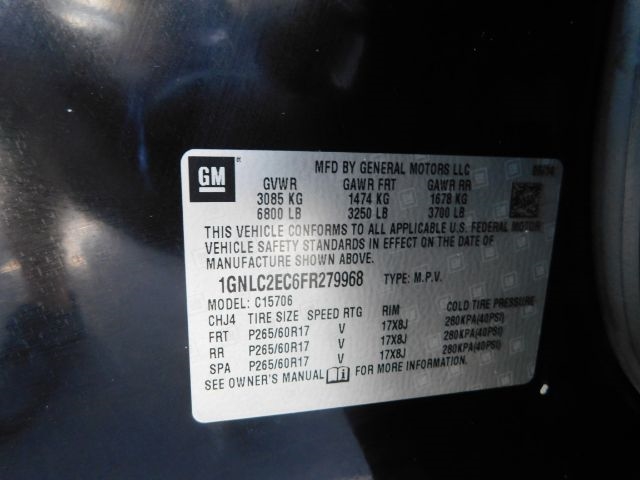 GM MFD BY GENERAL MOTORS LLC
GVWR GAWR FRT GAWR RR
3085 KG 1474 KG 1678 KG
6800 LB 3250 LB 3700 LB
THIS VEHICLE CONFORMS TO ALL APPLICABLE U.S. FEDERAL MOTOR
VEHICLE SAFETY STANDARDS IN EFFECT ON THE DATE OF
MANUFACTURE SHOWN ABOVE.
1GNLC2EC6FR279968 TYPE: M.P.V.
MODEL: C15706
CHJ4 TIRE SIZE SPEED RTG RIM COLD TIRE PRESSURE
FRT P265/60R17 V 17X8J 280KPA(40PSI)
RR P265/60R17 V 17X8J 280KPA(40PSI)
SPA P265/60R17 V 17X8J 280KPA(40PSI)
SEE OWNER'S MANUAL FOR MORE INFORMATION.